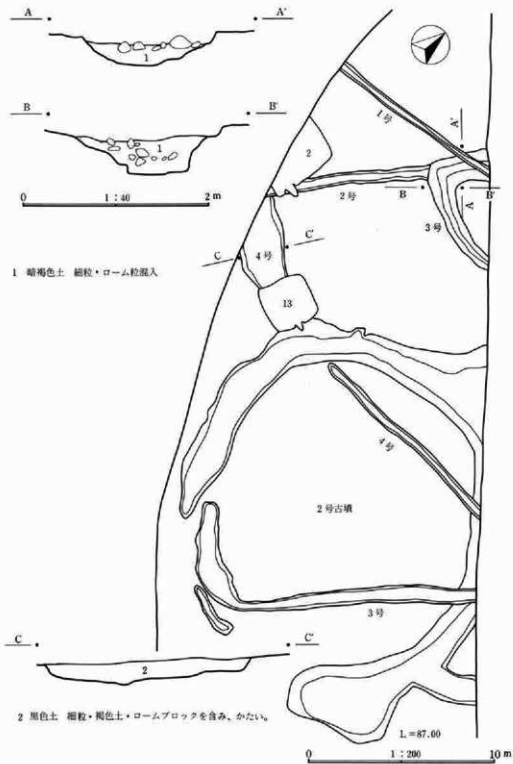 A A'
1
B B'
1
0 1:40 2m
1 暗褐色土 細粒・ローム粒混入
1号
A'
2
2号
B B'
A
3号
C C'
4号
13
4号
2号古墳
3号
C C'
2
2 黒色土 細粒・褐色土・ロームブロックを含み、かたい。
L=87.00
0 1:200 10m